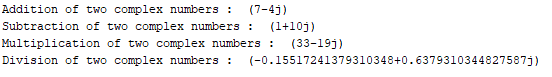 Addition of two complex numbers :  (7-4j)
Subtraction of two complex numbers :  (1+10j)
Multiplication of two complex numbers :  (33-19j)
Division of two complex numbers :  (-0.15517241379310348+0.6379310344827587j)